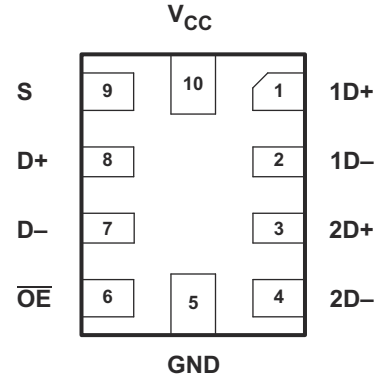 VCC
S 9 10 1 1D+
D+ 8 2 1D–
D– 7 3 2D+
OE 6 5 4 2D–
GND